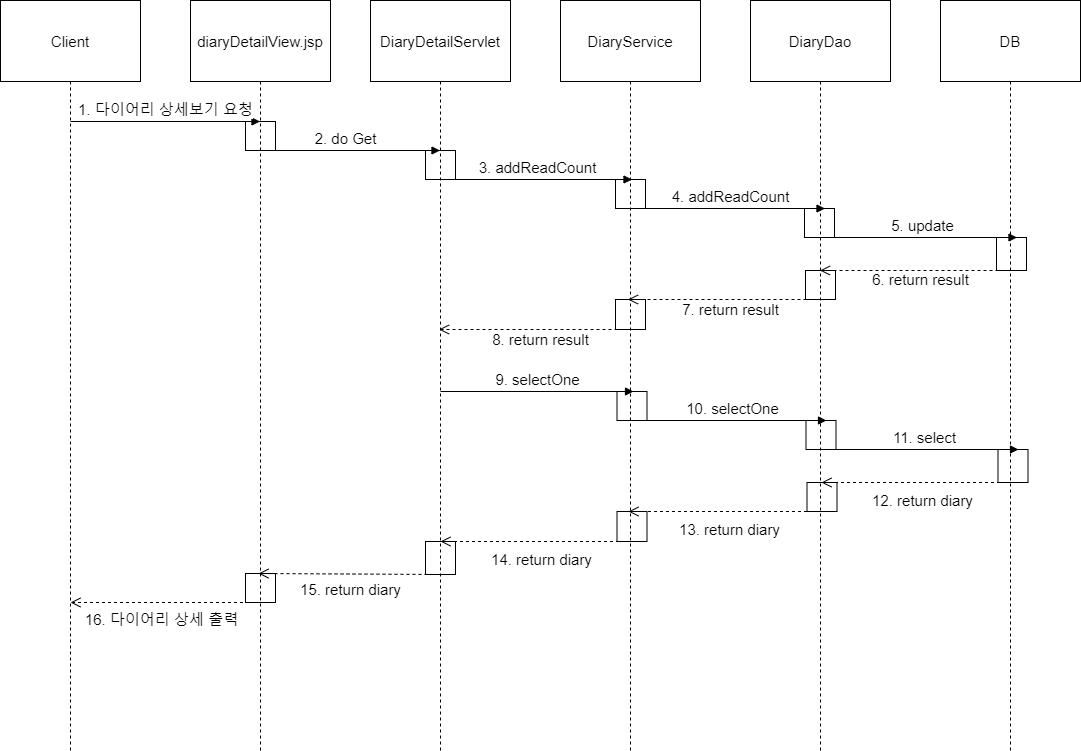 Client
diaryDetailView.jsp
DiaryDetailServlet
DiaryService
DiaryDao
DB
1. 다이어리 상세보기 요청
2. do Get
3. addReadCount
4. addReadCount
5. update
6. return result
7. return result
8. return result
9. selectOne
10. selectOne
11. select
12. return diary
13. return diary
14. return diary
15. return diary
16. 다이어리 상세 출력